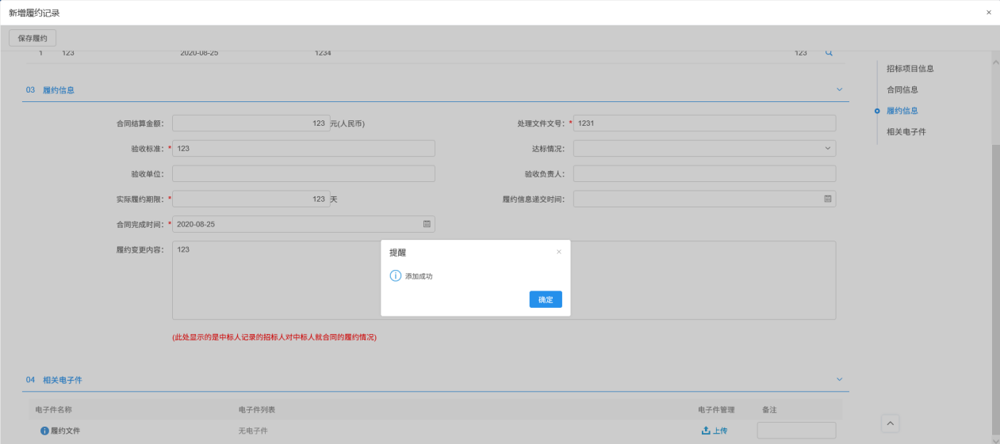 新增履约记录 ×
保存履约
1 123 2020-08-25 1234 123
招标项目信息
合同信息
履约信息
相关电子件
03 履约信息
合同结算金额： 123 元(人民币) 处理文件文号： * 1231
验收标准： * 123 达标情况：
验收单位： 验收负责人：
实际履约期限： * 123 天 履约信息递交时间：
合同完成时间： * 2020-08-25
履约变更内容： 123
提醒 ×
添加成功
确定
(此处显示的是中标人记录的招标人对中标人就合同的履约情况)
04 相关电子件
电子件名称 电子件列表 电子件管理 备注
履约文件 无电子件 上传